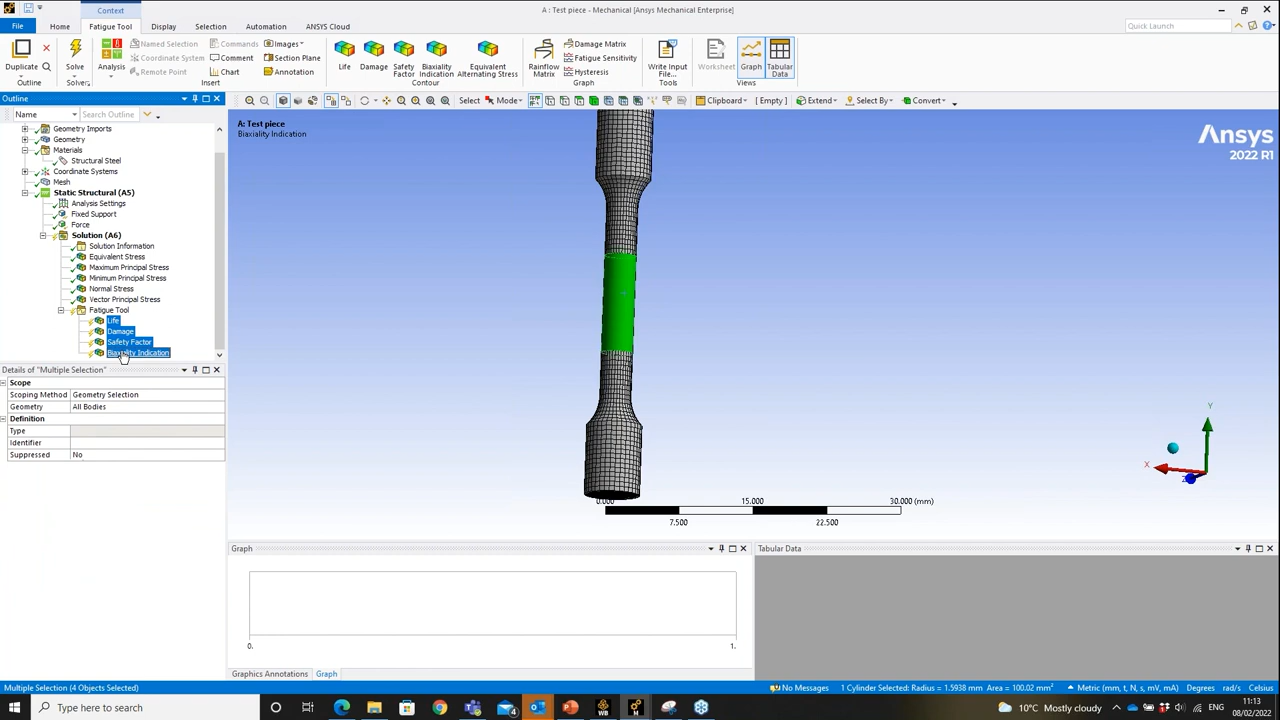 Context
A : Test piece - Mechanical [Ansys Mechanical Enterprise]
File Home Fatigue Tool Display Selection Automation ANSYS Cloud
Quick Launch
Duplicate
Outline
Solve
Solver
Analysis
Named Selection
Coordinate System
Remote Point
Commands
Comment
Chart
Images
Section Plane
Annotation
Insert
Life
Damage
Safety Factor
Biaxiality Indication
Equivalent Alternating Stress
Contour
Rainflow Matrix
Damage Matrix
Fatigue Sensitivity
Hysteresis
Graph
Write Input File...
Tools
Worksheet
Graph
Tabular Data
Views
Outline
Select Mode Clipboard [ Empty ] Extend Select By Convert
Name Search Outline
Geometry Imports
Geometry
Materials
Structural Steel
Coordinate Systems
Mesh
Static Structural (A5)
Analysis Settings
Fixed Support
Force
Solution (A6)
Solution Information
Equivalent Stress
Maximum Principal Stress
Minimum Principal Stress
Normal Stress
Vector Principal Stress
Fatigue Tool
Life
Damage
Safety Factor
Biaxiality Indication
Details of "Multiple Selection"
Scope
Scoping Method Geometry Selection
Geometry All Bodies
Definition
Type
Identifier
Suppressed No
A: Test piece
Biaxiality Indication
Ansys
2022 R1
Y
X
Z
0.000 15.000 30.000 (mm)
7.500 22.500
Graph
0. 1.
Graphics Annotations Graph
Tabular Data
Multiple Selection (4 Objects Selected)
No Messages 1 Cylinder Selected: Radius = 1.5938 mm Area = 100.02 mm² Metric (mm, t, N, s, mV, mA) Degrees rad/s Celsius
Type here to search
10°C Mostly cloudy
11:13
08/02/2022